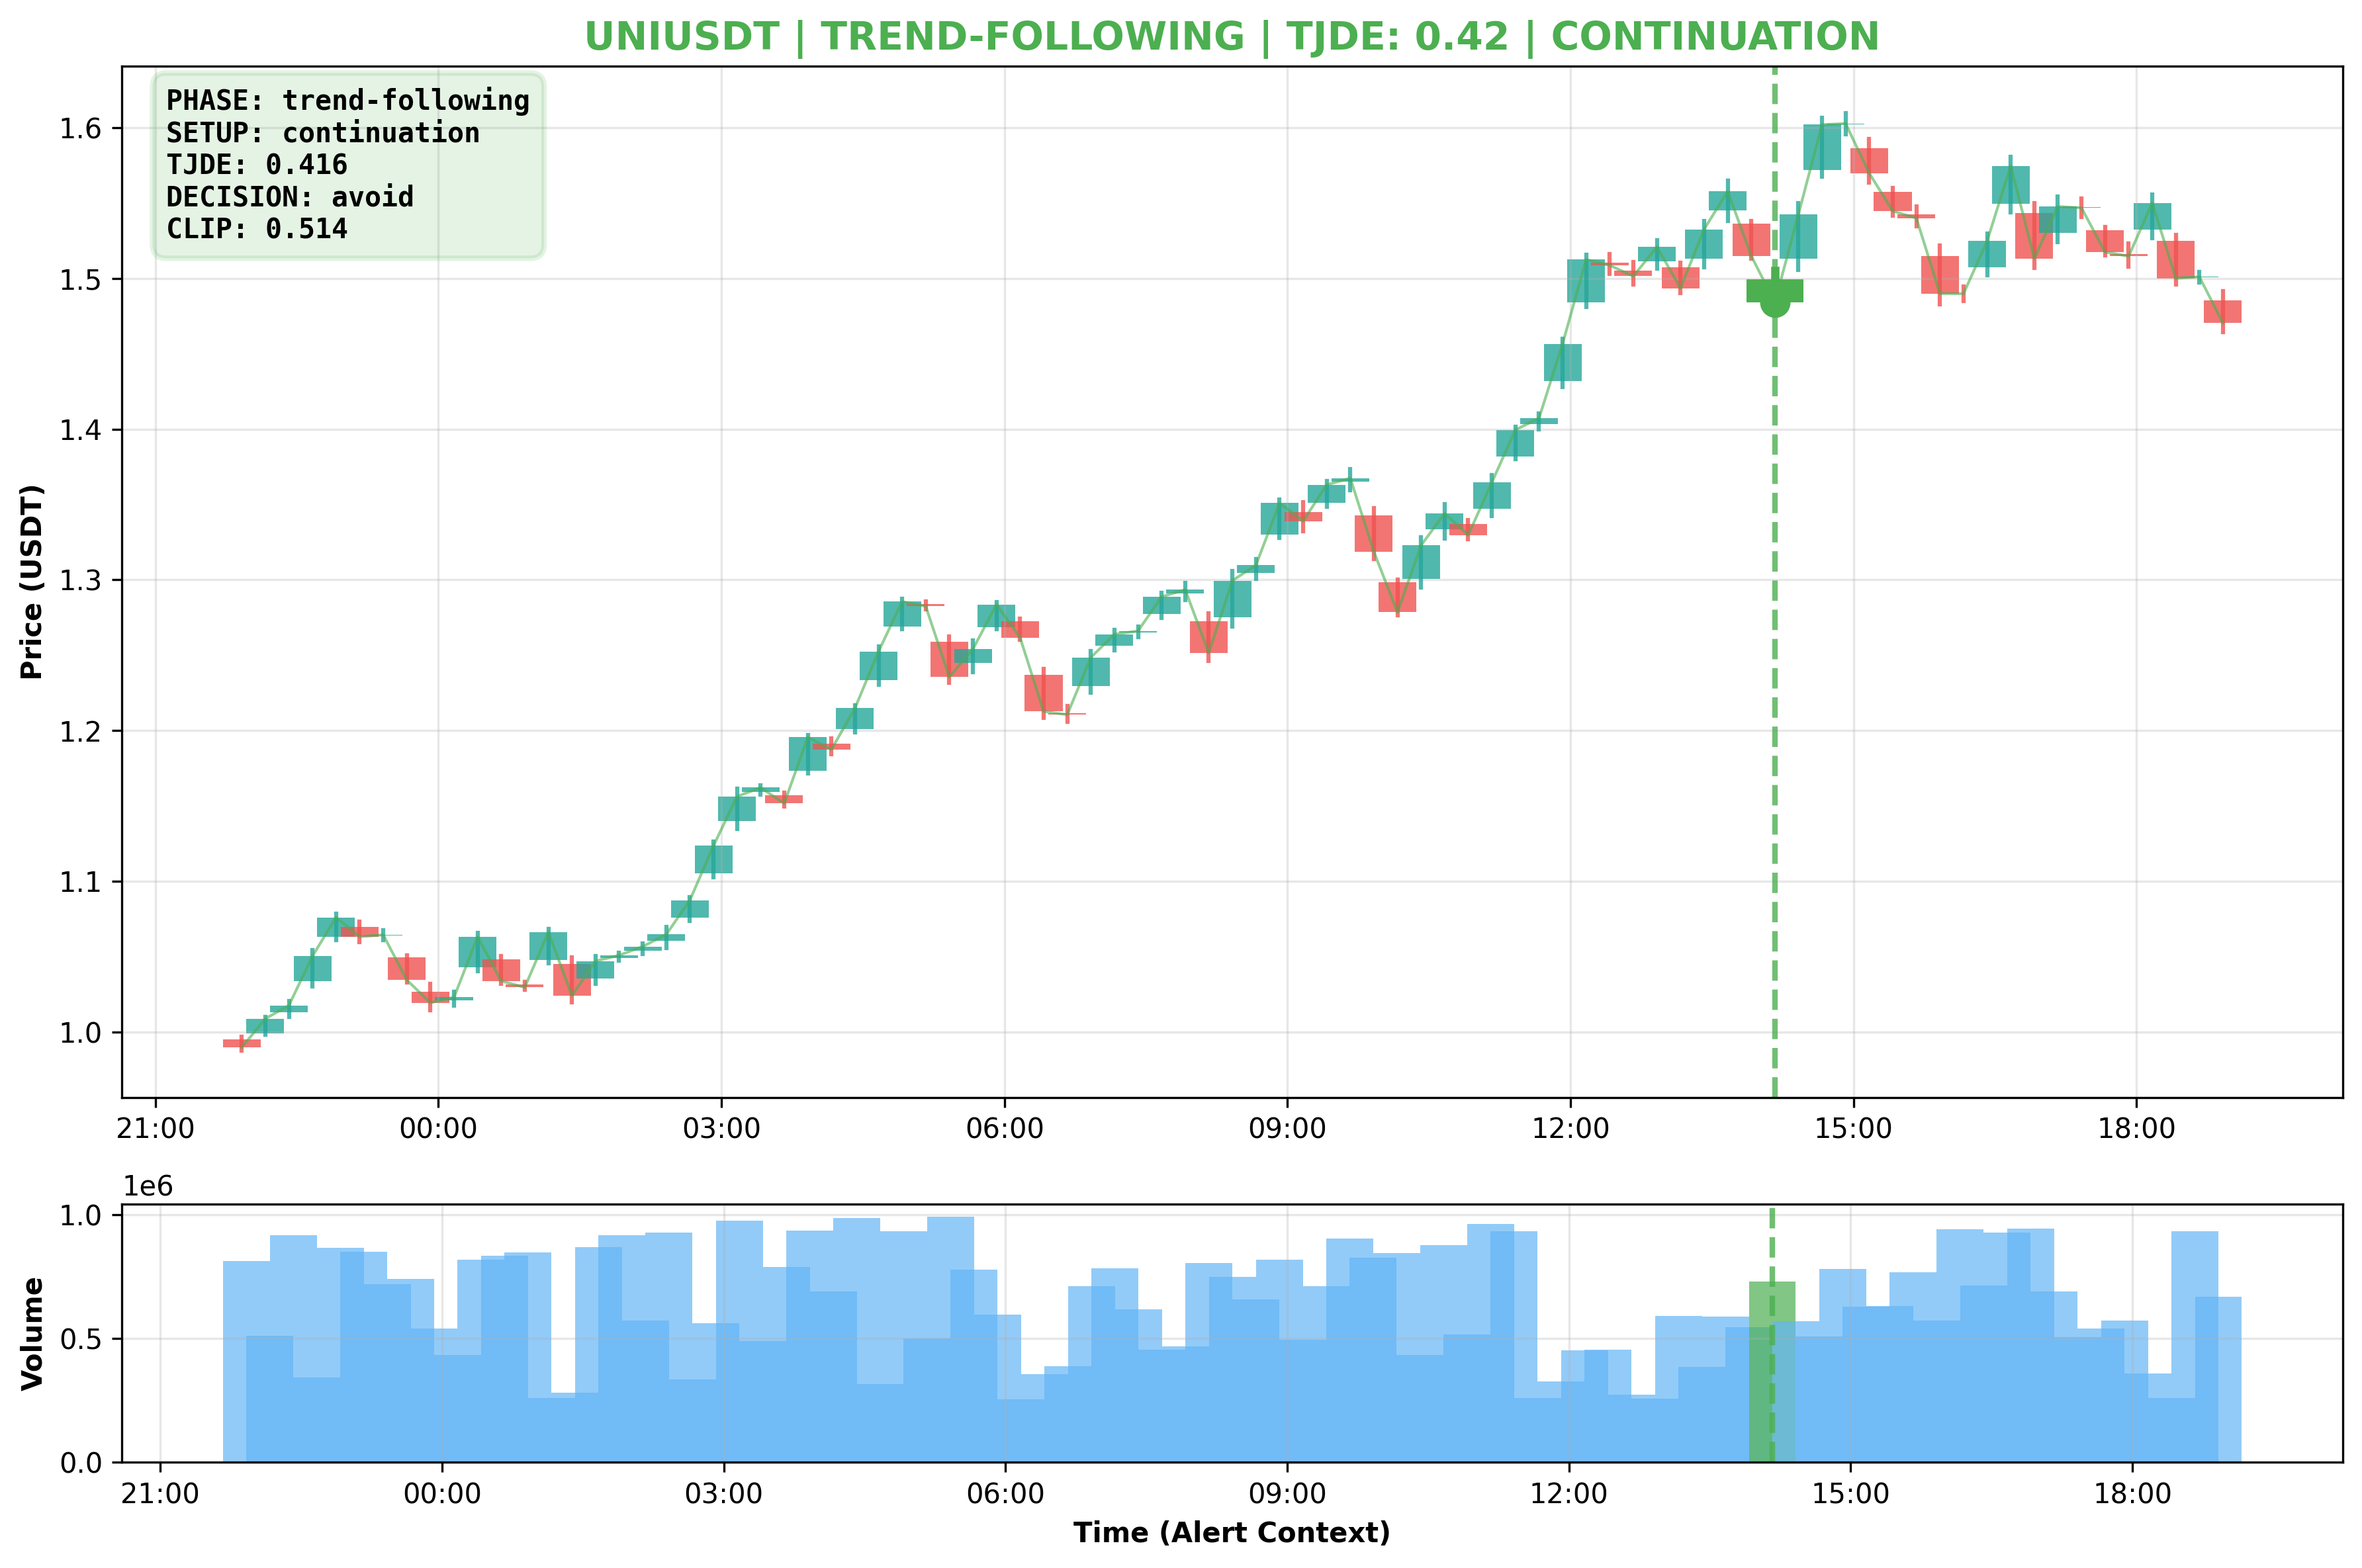 UNIUSDT | TREND-FOLLOWING | TJDE: 0.42 | CONTINUATION
PHASE: trend-following
SETUP: continuation
TJDE: 0.416
DECISION: avoid
CLIP: 0.514
Price (USDT)
1.6
1.5
1.4
1.3
1.2
1.1
1.0
21:00 00:00 03:00 06:00 09:00 12:00 15:00 18:00
1e6
Volume
1.0
0.5
0.0
21:00 00:00 03:00 06:00 09:00 12:00 15:00 18:00
Time (Alert Context)